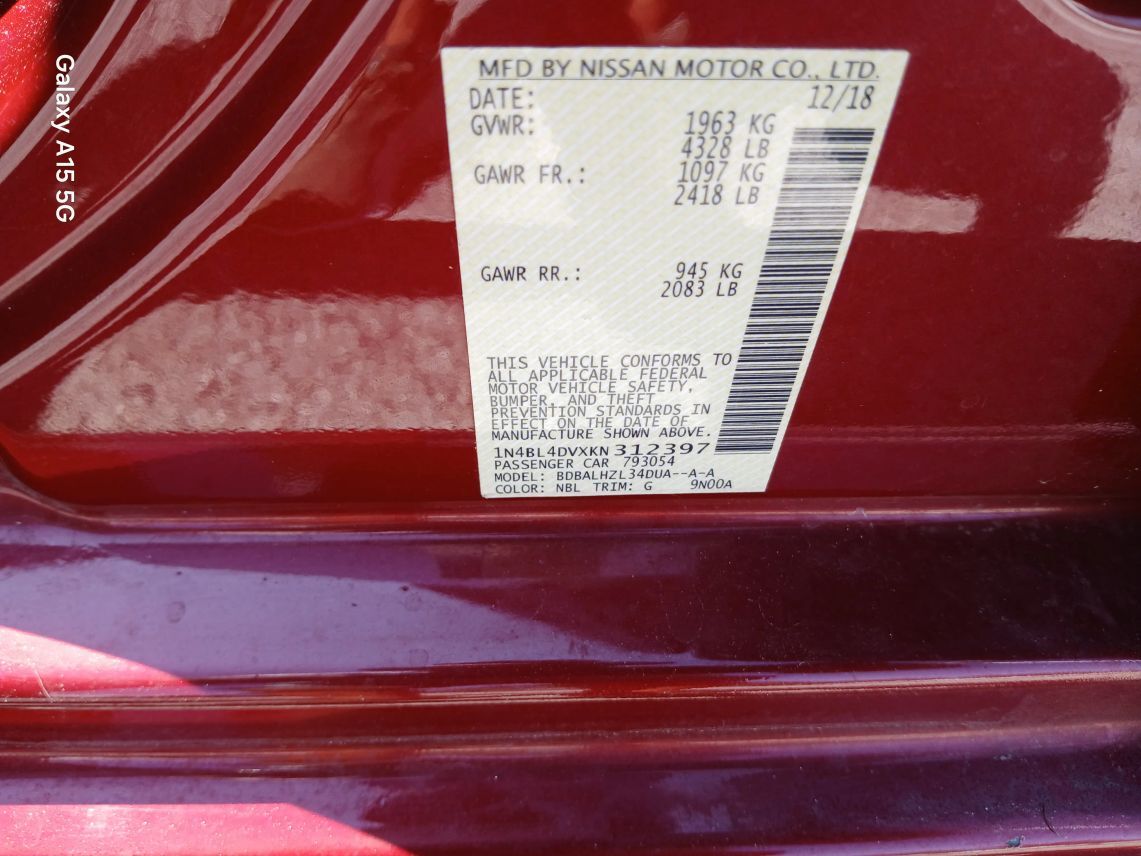 MFD BY NISSAN MOTOR CO., LTD.
DATE: 12/18
GVWR: 1963 KG
4328 LB
GAWR FR.: 1097 KG
2418 LB
GAWR RR.: 945 KG
2083 LB
THIS VEHICLE CONFORMS TO
ALL APPLICABLE FEDERAL
MOTOR VEHICLE SAFETY,
BUMPER, AND THEFT
PREVENTION STANDARDS IN
EFFECT ON THE DATE OF
MANUFACTURE SHOWN ABOVE.
1N4BL4DVXKN312397
PASSENGER CAR 793054
MODEL: BDBALHZL34DUA--A-A
COLOR: NBL TRIM: G 9N00A
Galaxy A15 5G